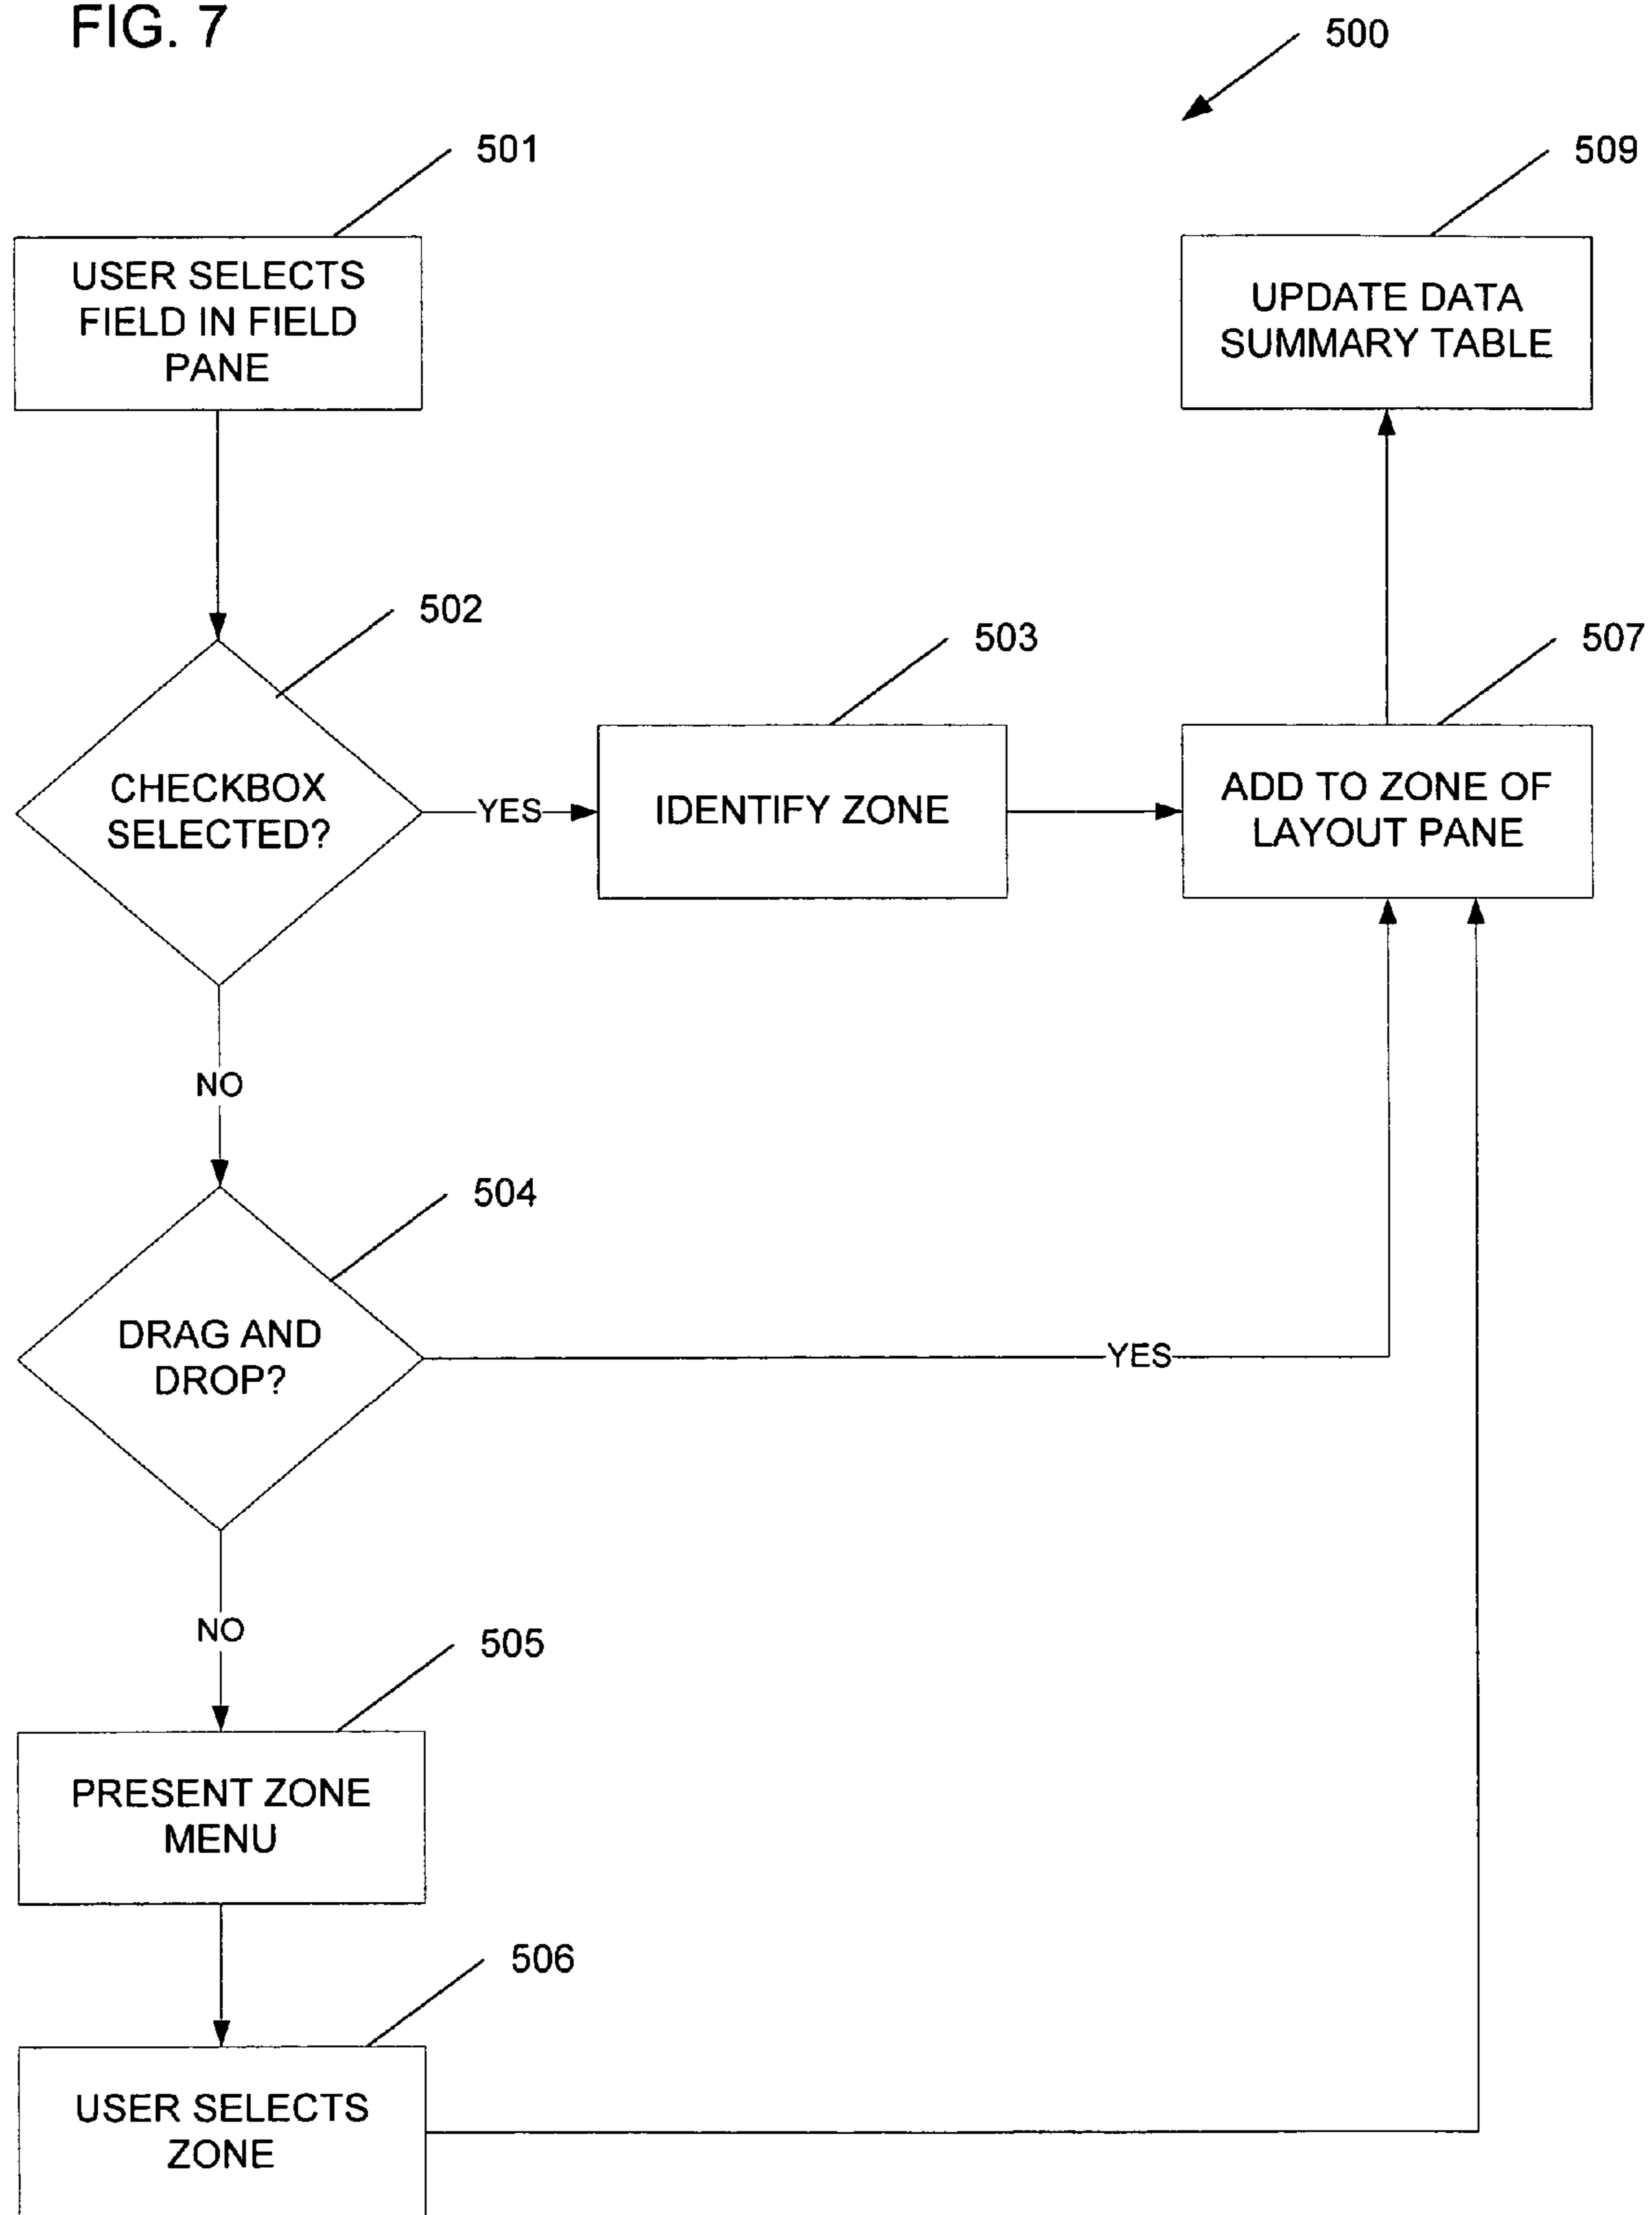 FIG. 7
500
501
509
USER SELECTS
FIELD IN FIELD
PANE
UPDATE DATA
SUMMARY TABLE
502
503
507
CHECKBOX
SELECTED?
YES
IDENTIFY ZONE
ADD TO ZONE OF
LAYOUT PANE
NO
504
DRAG AND
DROP?
YES
NO
505
PRESENT ZONE
MENU
506
USER SELECTS
ZONE